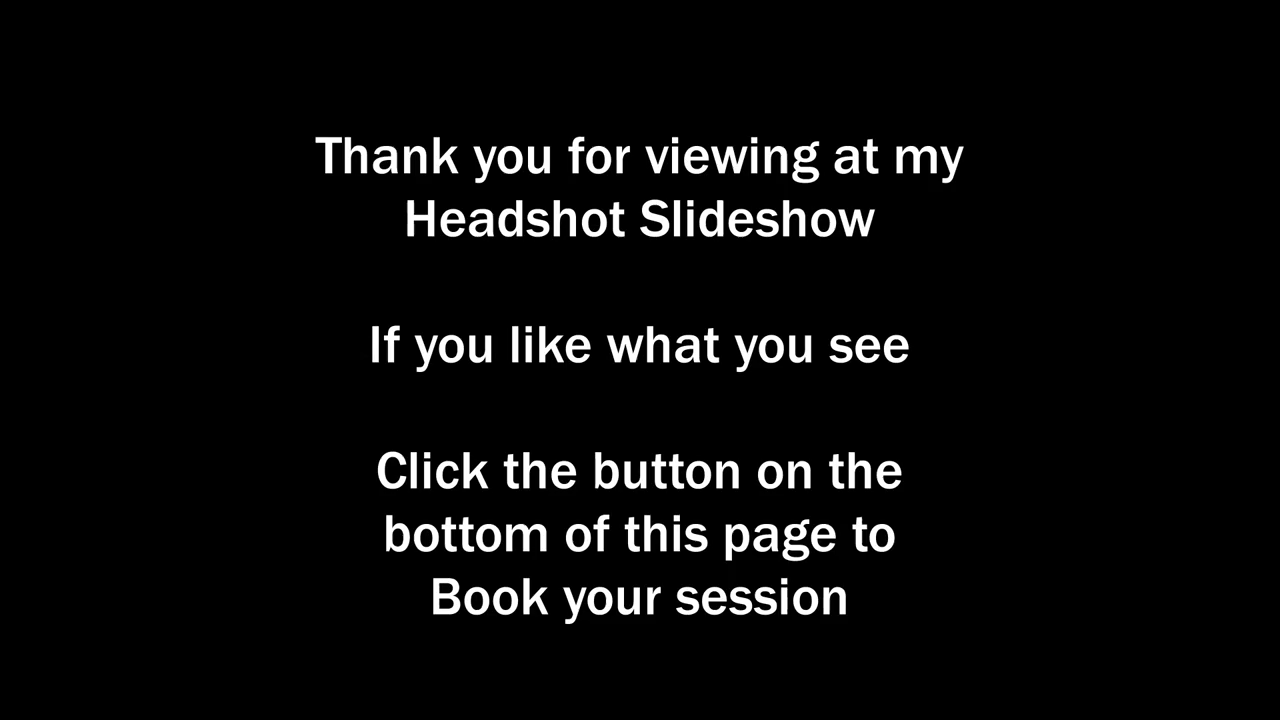 Thank you for viewing at my
Headshot Slideshow
If you like what you see
Click the button on the
bottom of this page to
Book your session